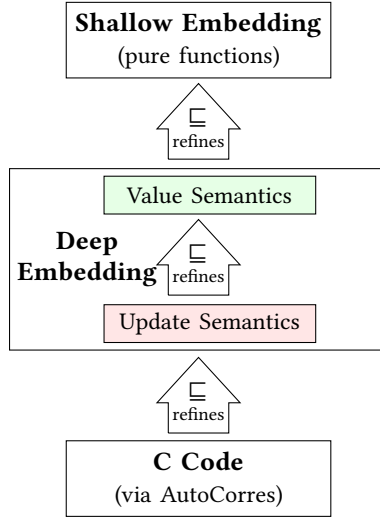 Shallow Embedding
(pure functions)
⊑
refines
Value Semantics
Deep
Embedding
⊑
refines
Update Semantics
⊑
refines
C Code
(via AutoCorres)